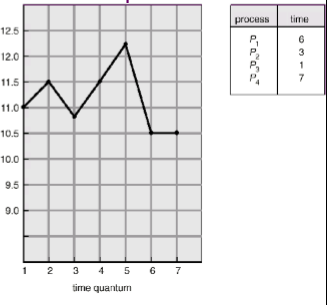 12.5
12.0
11.5
11.0
10.5
10.0
9.5
9.0
1 2 3 4 5 6 7
time quantum
process time
P1 6
P2 3
P3 1
P4 7